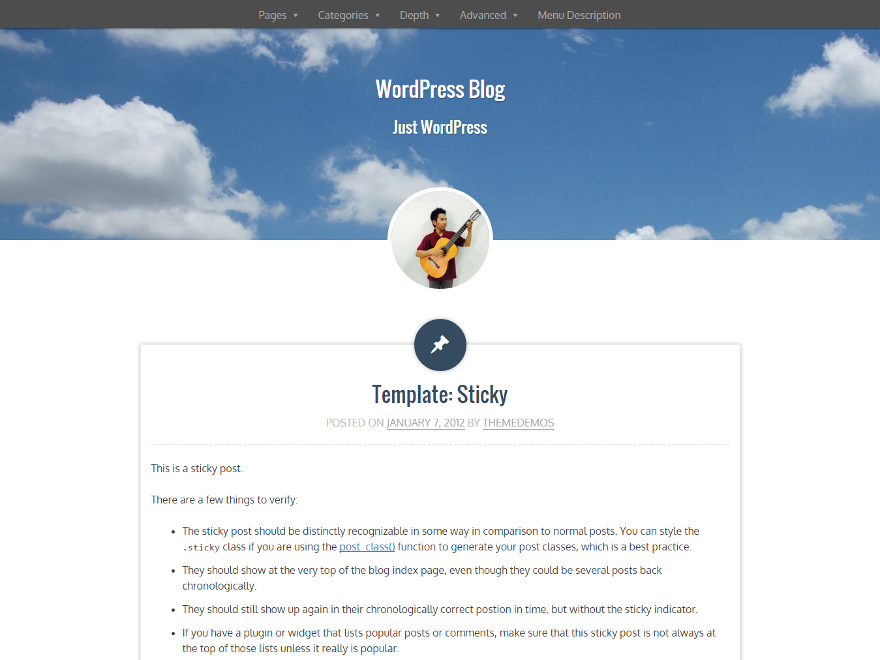 Pages Categories Depth Advanced Menu Description
WordPress Blog
Just WordPress
Template: Sticky
POSTED ON JANUARY 7, 2012 BY THEMEDEMOS
This is a sticky post.
There are a few things to verify:
• The sticky post should be distinctly recognizable in some way in comparison to normal posts. You can style the
.sticky class if you are using the post_class() function to generate your post classes, which is a best practice.
• They should show at the very top of the blog index page, even though they could be several posts back
chronologically.
• They should still show up again in their chronologically correct postion in time, but without the sticky indicator.
• If you have a plugin or widget that lists popular posts or comments, make sure that this sticky post is not always at
the top of those lists unless it really is popular.